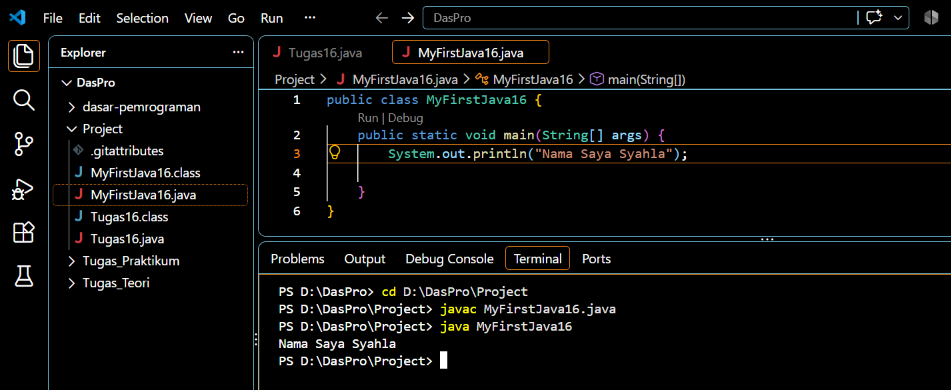 File Edit Selection View Go Run ··· ← → DasPro
Explorer ···
DasPro
dasar-pemrograman
Project
.gitattributes
J MyFirstJava16.class
J MyFirstJava16.java
J Tugas16.class
J Tugas16.java
Tugas_Praktikum
Tugas_Teori
J Tugas16.java J MyFirstJava16.java
Project > J MyFirstJava16.java > MyFirstJava16 > main(String[])
1 public class MyFirstJava16 {
Run | Debug
2 public static void main(String[] args) {
3 System.out.println("Nama Saya Syahla");
4
5 }
6 }
Problems Output Debug Console Terminal Ports
PS D:\DasPro> cd D:\DasPro\Project
PS D:\DasPro\Project> javac MyFirstJava16.java
PS D:\DasPro\Project> java MyFirstJava16
Nama Saya Syahla
PS D:\DasPro\Project>